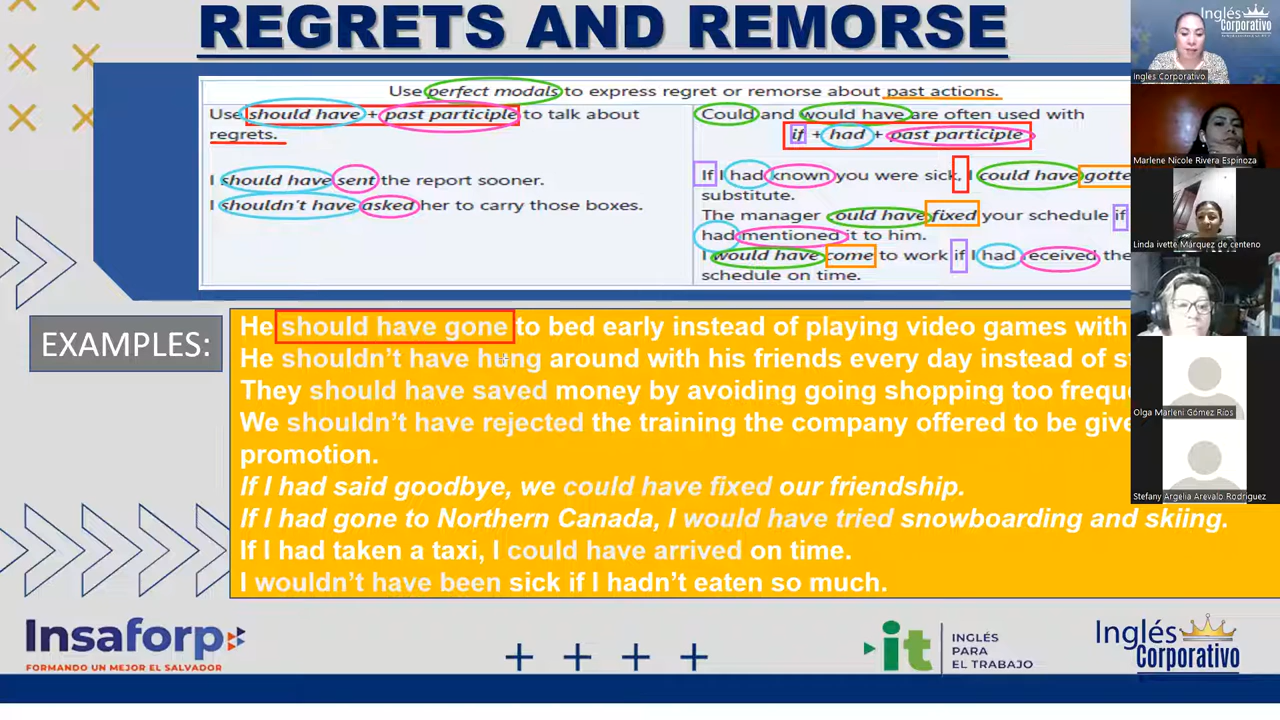 REGRETS AND REMORSE
Use perfect modals to express regret or remorse about past actions.
Use should have + past participle to talk about
regrets.
I should have sent the report sooner.
I shouldn't have asked her to carry those boxes.
Could and would have are often used with
if + had + past participle
If I had known you were sick, I could have gotte
substitute.
The manager ould have fixed your schedule if
had mentioned it to him.
I would have come to work if I had received the
schedule on time.
EXAMPLES:
He should have gone to bed early instead of playing video games with
He shouldn't have hung around with his friends every day instead of s
They should have saved money by avoiding going shopping too frequ
We shouldn't have rejected the training the company offered to be give
promotion.
If I had said goodbye, we could have fixed our friendship.
If I had gone to Northern Canada, I would have tried snowboarding and skiing.
If I had taken a taxi, I could have arrived on time.
I wouldn't have been sick if I hadn't eaten so much.
Insaforp
FORMANDO UN MEJOR EL SALVADOR
it
INGLÉS
PARA
EL TRABAJO
Inglés
Corporativo
Inglés
Corporativo
Ingles Corporativo
Marlene Nicole Rivera Espinoza
Linda ivette Márquez de centeno
Olga Marleni Gómez Rios
Stefany Argelia Arevalo Rodriguez